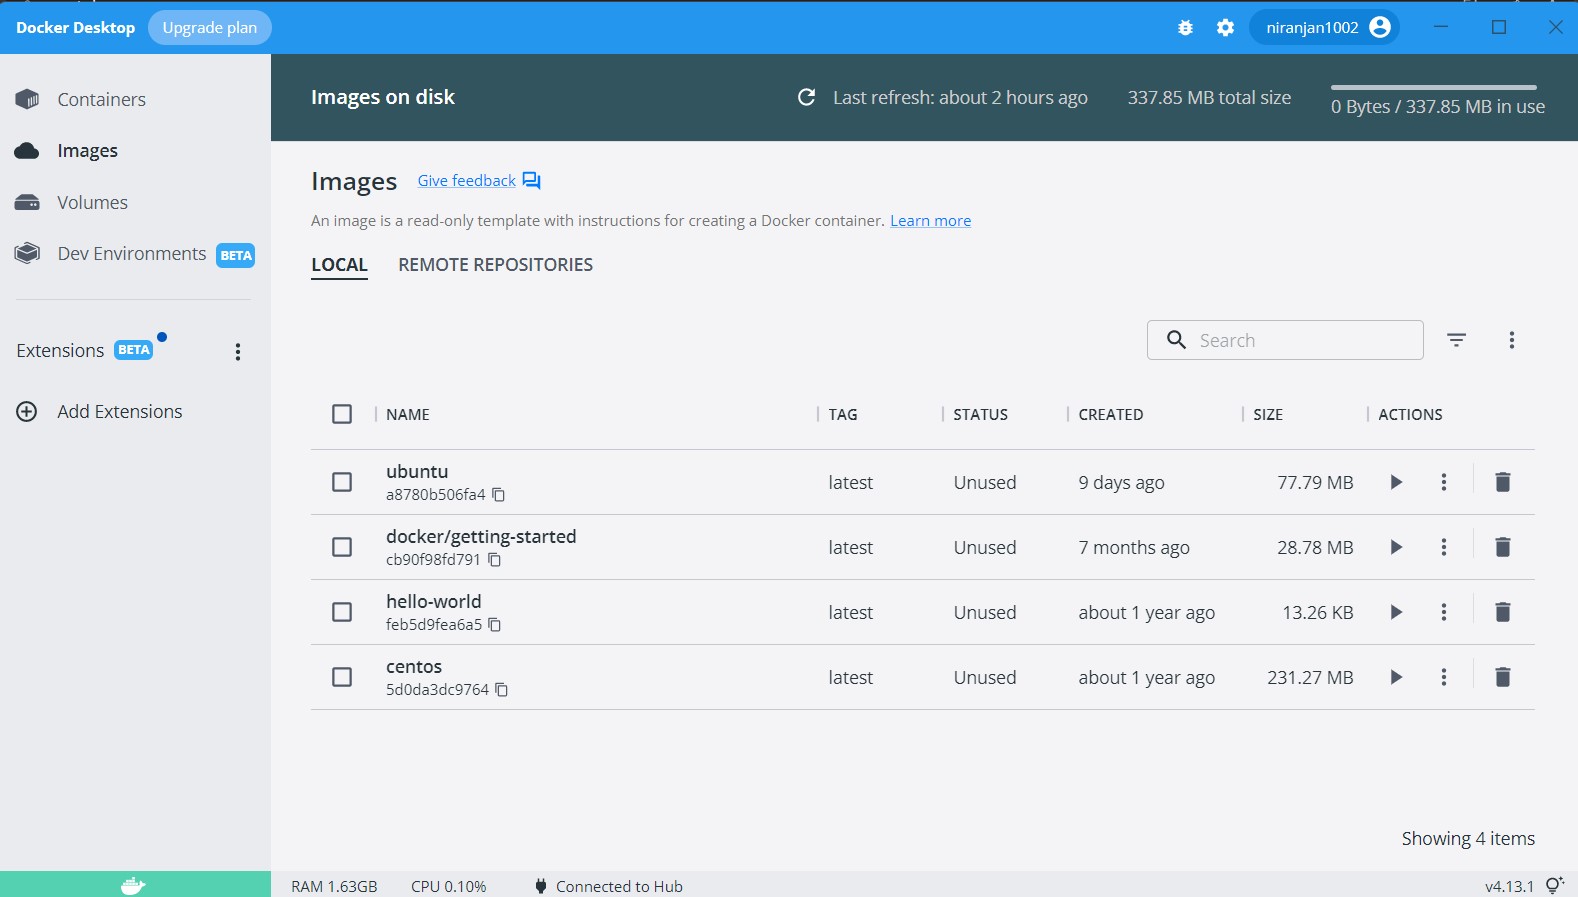 Docker Desktop Upgrade plan niranjan1002
Containers
Images
Volumes
Dev Environments BETA
Extensions BETA
Add Extensions
Images on disk Last refresh: about 2 hours ago 337.85 MB total size 0 Bytes / 337.85 MB in use
Images Give feedback
An image is a read-only template with instructions for creating a Docker container. Learn more
LOCAL REMOTE REPOSITORIES
Search
NAME TAG STATUS CREATED SIZE ACTIONS
ubuntu
a8780b506fa4 latest Unused 9 days ago 77.79 MB
docker/getting-started
cb90f98fd791 latest Unused 7 months ago 28.78 MB
hello-world
feb5d9fea6a5 latest Unused about 1 year ago 13.26 KB
centos
5d0da3dc9764 latest Unused about 1 year ago 231.27 MB
Showing 4 items
RAM 1.63GB CPU 0.10% Connected to Hub v4.13.1